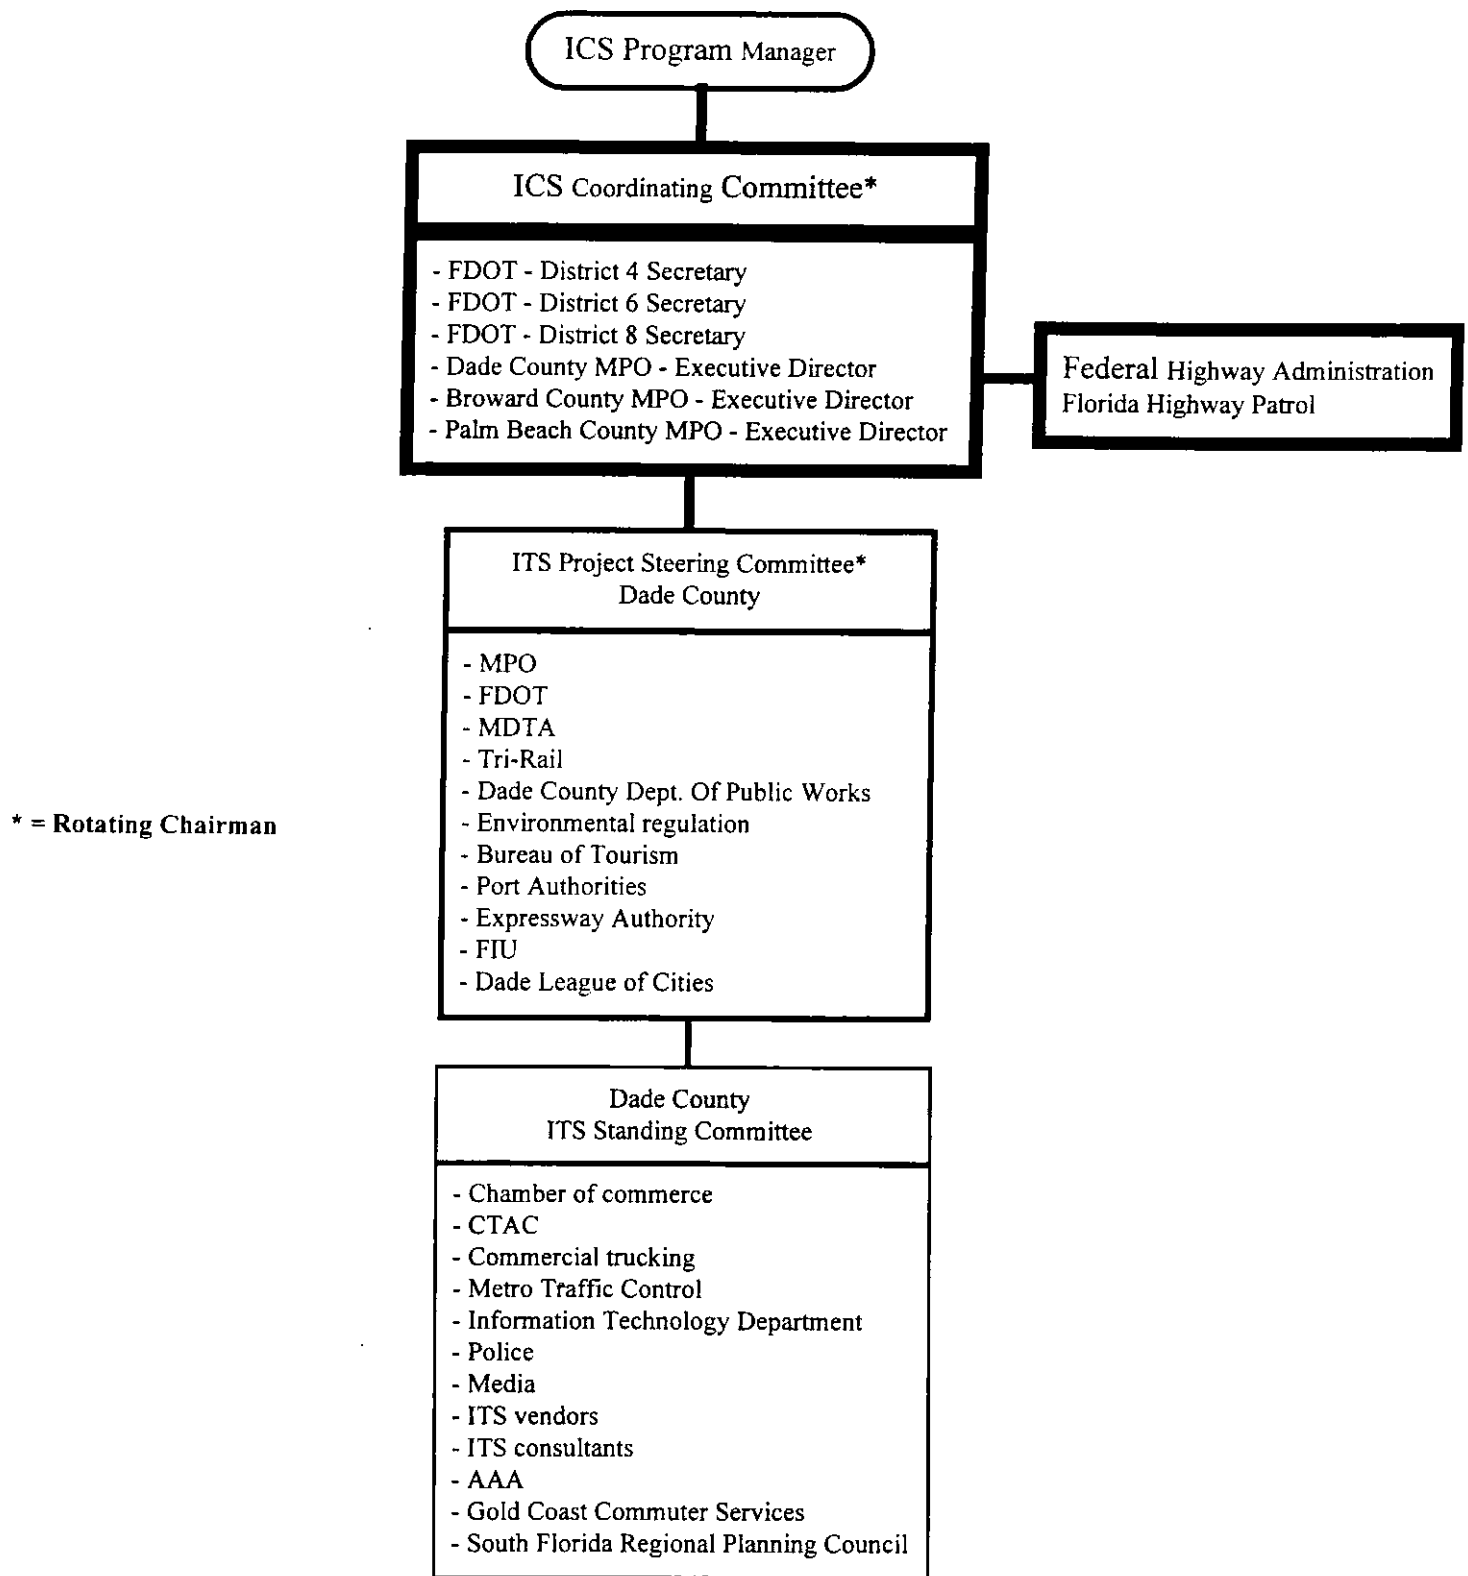 ICS Program Manager
ICS Coordinating Committee*
- FDOT - District 4 Secretary
- FDOT - District 6 Secretary
- FDOT - District 8 Secretary
- Dade County MPO - Executive Director
- Broward County MPO - Executive Director
- Palm Beach County MPO - Executive Director
Federal Highway Administration
Florida Highway Patrol
ITS Project Steering Committee*
Dade County
- MPO
- FDOT
- MDTA
- Tri-Rail
- Dade County Dept. Of Public Works
- Environmental regulation
- Bureau of Tourism
- Port Authorities
- Expressway Authority
- FIU
- Dade League of Cities
* = Rotating Chairman
Dade County
ITS Standing Committee
- Chamber of commerce
- CTAC
- Commercial trucking
- Metro Traffic Control
- Information Technology Department
- Police
- Media
- ITS vendors
- ITS consultants
- AAA
- Gold Coast Commuter Services
- South Florida Regional Planning Council